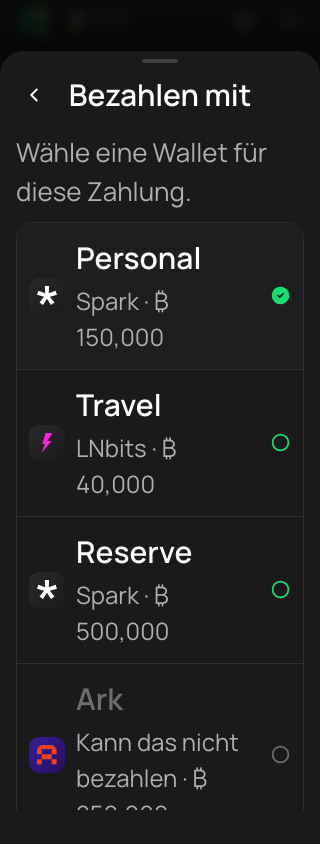 Bezahlen mit
Wähle eine Wallet für
diese Zahlung.
Personal
Spark · ₿
150,000
Travel
LNbits · ₿
40,000
Reserve
Spark · ₿
500,000
Ark
Kann das nicht
bezahlen · ₿